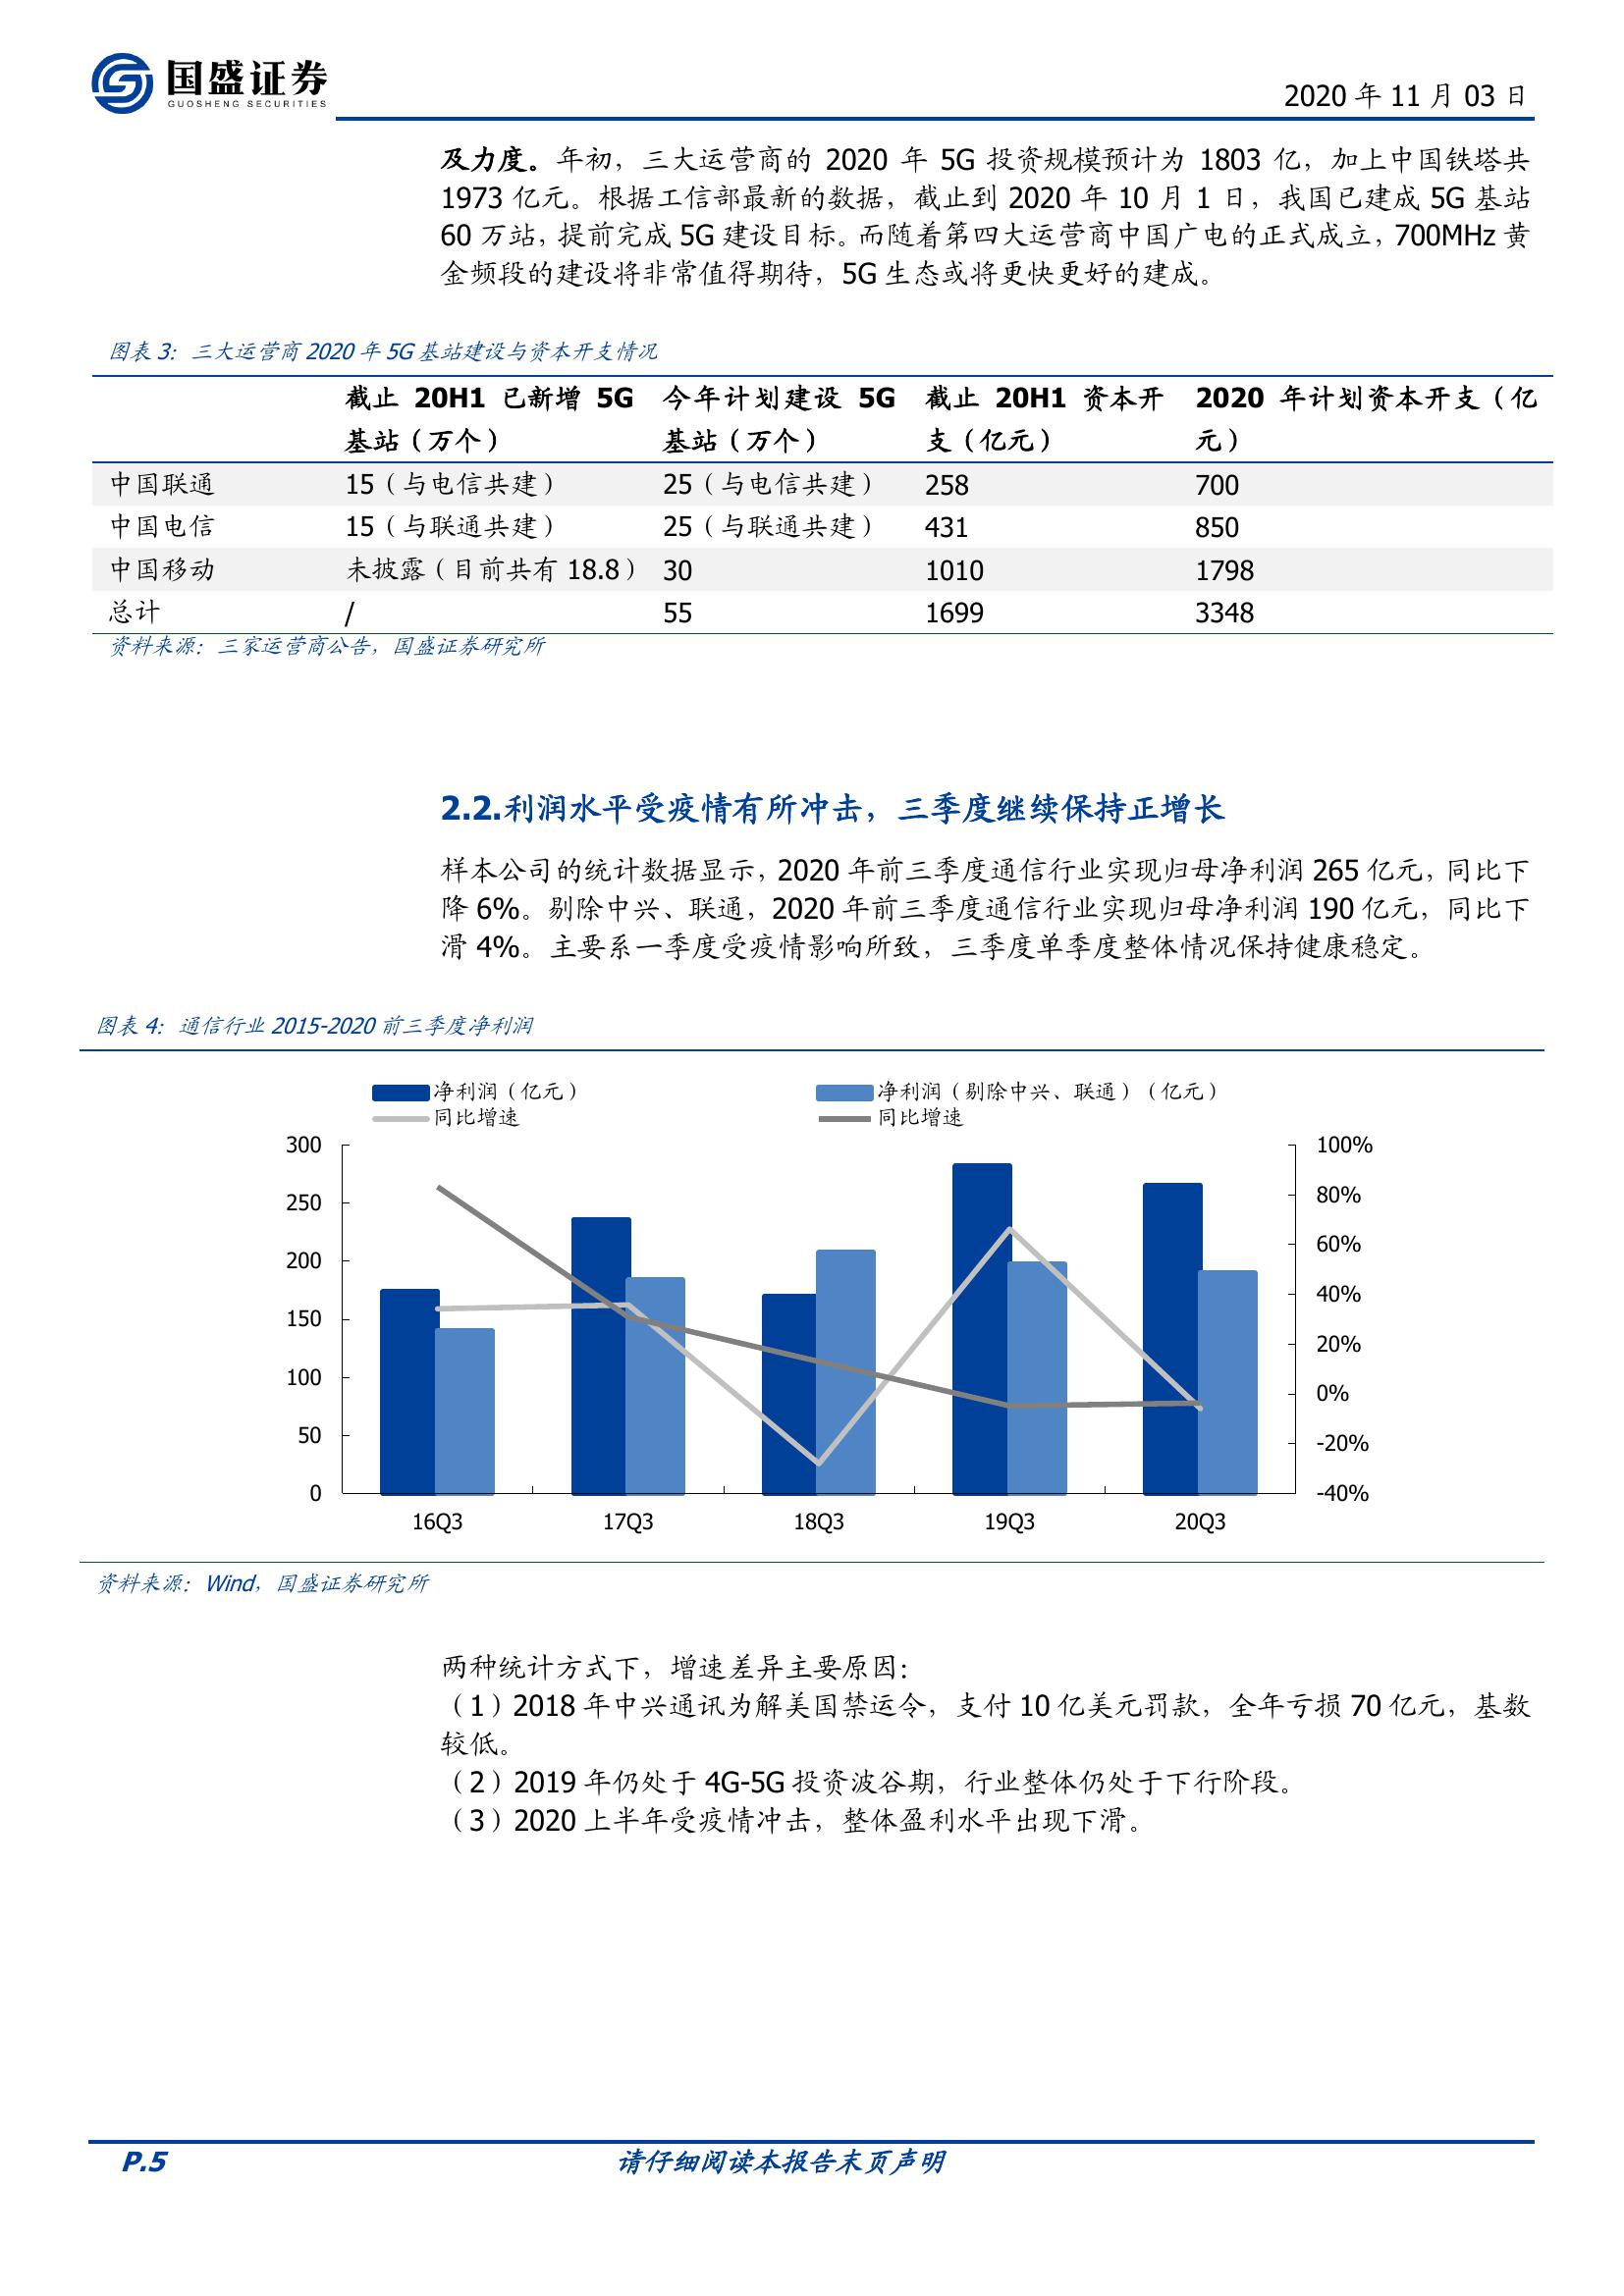 国盛证券
GUOSHENG SECURITIES
2020 年 11 月 03 日
及力度。年初，三大运营商的 2020 年 5G 投资规模预计为 1803 亿，加上中国铁塔共
1973 亿元。根据工信部最新的数据，截止到 2020 年 10 月 1 日，我国已建成 5G 基站
60 万站，提前完成 5G 建设目标。而随着第四大运营商中国广电的正式成立，700MHz 黄
金频段的建设将非常值得期待，5G 生态或将更快更好的建成。
图表 3：三大运营商 2020 年 5G 基站建设与资本开支情况
截止 20H1 已新增 5G 今年计划建设 5G 截止 20H1 资本开 2020 年计划资本开支（亿
基站（万个） 基站（万个） 支（亿元） 元）
中国联通 15（与电信共建） 25（与电信共建） 258 700
中国电信 15（与联通共建） 25（与联通共建） 431 850
中国移动 未披露（目前共有 18.8） 30 1010 1798
总计 / 55 1699 3348
资料来源：三家运营商公告，国盛证券研究所
2.2.利润水平受疫情有所冲击，三季度继续保持正增长
样本公司的统计数据显示，2020 年前三季度通信行业实现归母净利润 265 亿元，同比下
降 6%。剔除中兴、联通，2020 年前三季度通信行业实现归母净利润 190 亿元，同比下
滑 4%。主要系一季度受疫情影响所致，三季度单季度整体情况保持健康稳定。
图表 4：通信行业 2015-2020 前三季度净利润
净利润（亿元） 净利润（剔除中兴、联通）（亿元）
同比增速 同比增速
300 100%
250 80%
200 60%
150 40%
100 20%
50 0%
0 -20%
-40%
16Q3 17Q3 18Q3 19Q3 20Q3
资料来源：Wind，国盛证券研究所
两种统计方式下，增速差异主要原因：
（1）2018 年中兴通讯为解美国禁运令，支付 10 亿美元罚款，全年亏损 70 亿元，基数
较低。
（2）2019 年仍处于 4G-5G 投资波谷期，行业整体仍处于下行阶段。
（3）2020 上半年受疫情冲击，整体盈利水平出现下滑。
P.5 请仔细阅读本报告末页声明